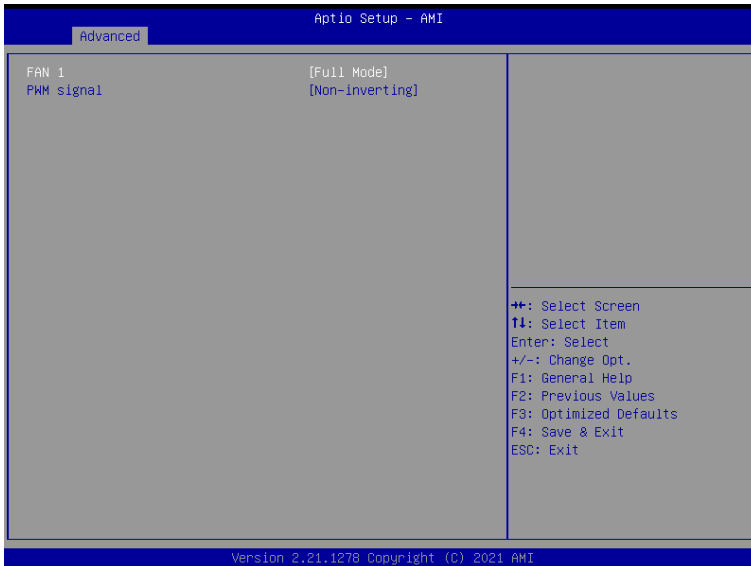 Aptio Setup – AMI
Advanced
FAN 1 [Full Mode]
PWM signal [Non-inverting]
→←: Select Screen
↑↓: Select Item
Enter: Select
+/-: Change Opt.
F1: General Help
F2: Previous Values
F3: Optimized Defaults
F4: Save & Exit
ESC: Exit
Version 2.21.1278 Copyright (C) 2021 AMI